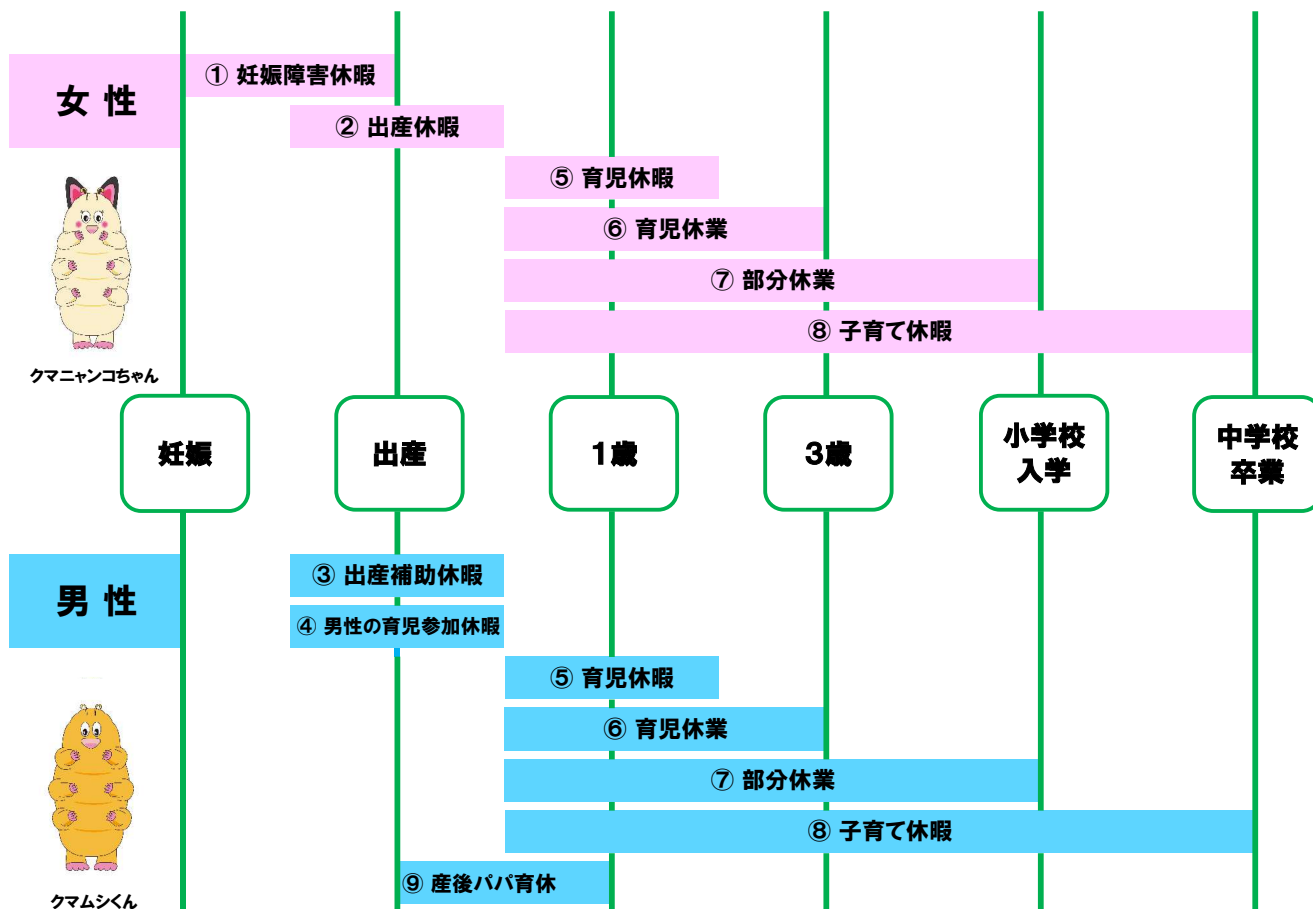 ① 妊娠障害休暇
女 性
② 出産休暇
⑤ 育児休暇
⑥ 育児休業
⑦ 部分休業
⑧ 子育て休暇
クマニャンコちゃん
妊娠
出産
1歳
3歳
小学校
入学
中学校
卒業
③ 出産補助休暇
男 性
④ 男性の育児参加休暇
⑤ 育児休暇
⑥ 育児休業
⑦ 部分休業
⑧ 子育て休暇
⑨ 産後パパ育休
クマムシくん